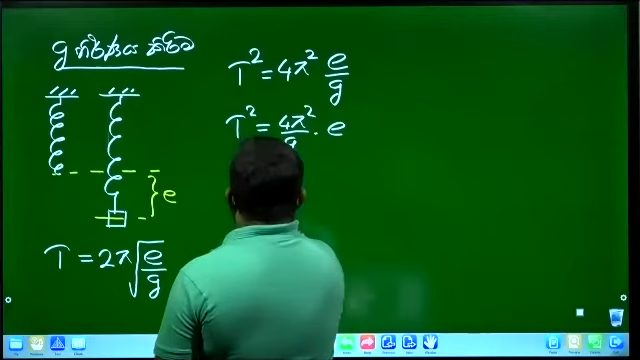 g නිර්ණය කිරීම
e
T = 2π√(e/g)
T² = 4π² e/g
T² = 4π²/g . e